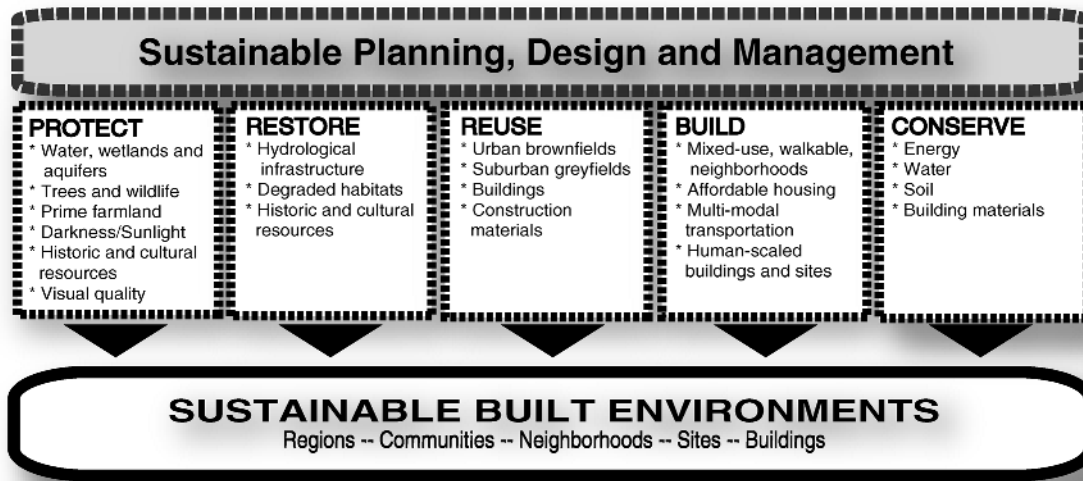 Sustainable Planning, Design and Management
PROTECT
* Water, wetlands and
aquifers
* Trees and wildlife
* Prime farmland
* Darkness/Sunlight
* Historic and cultural
resources
* Visual quality
RESTORE
* Hydrological
infrastructure
* Degraded habitats
* Historic and cultural
resources
REUSE
* Urban brownfields
* Suburban greyfields
* Buildings
* Construction
materials
BUILD
* Mixed-use, walkable,
neighborhoods
* Affordable housing
* Multi-modal
transportation
* Human-scaled
buildings and sites
CONSERVE
* Energy
* Water
* Soil
* Building materials
SUSTAINABLE BUILT ENVIRONMENTS
Regions -- Communities -- Neighborhoods -- Sites -- Buildings